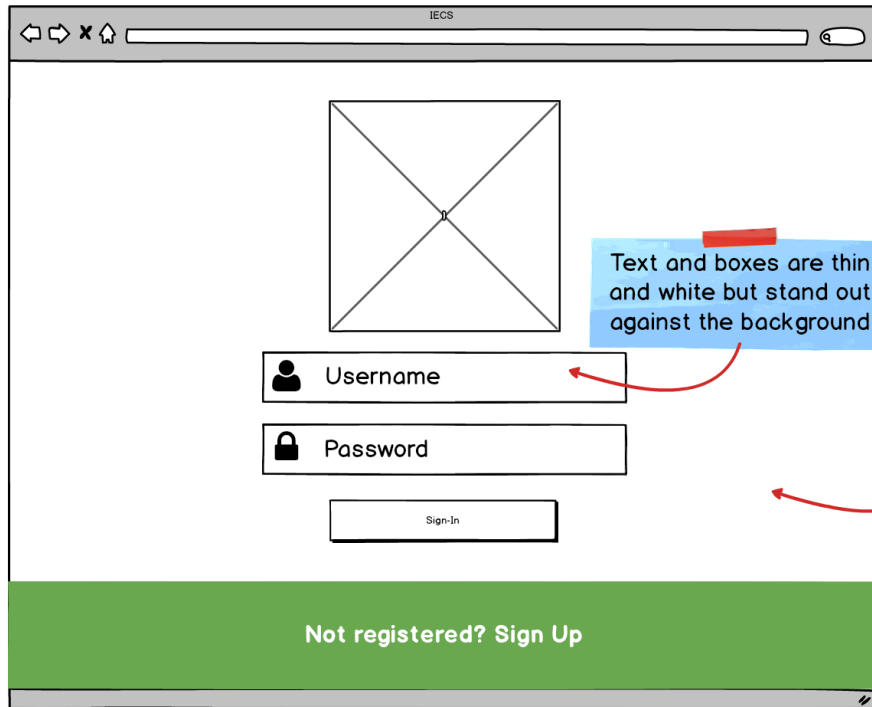 IECS
Text and boxes are thin
and white but stand out
against the background
Username
Password
Sign-In
Not registered? Sign Up